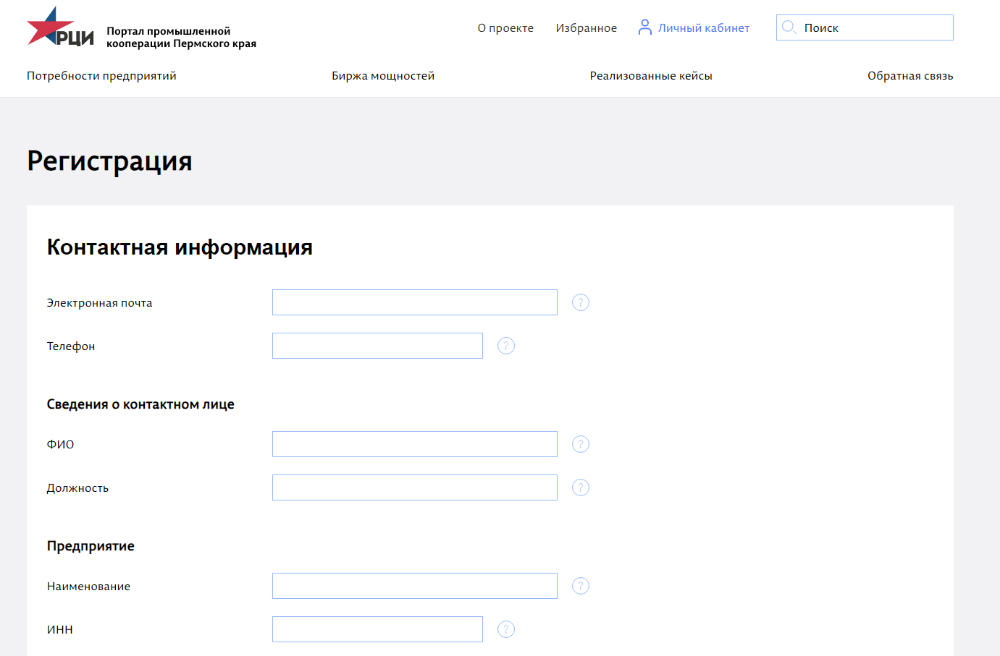 РЦИ
Портал промышленной
кооперации Пермского края
О проекте
Избранное
Личный кабинет
Поиск
Потребности предприятий
Биржа мощностей
Реализованные кейсы
Обратная связь
Регистрация
Контактная информация
Электронная почта
?
Телефон
?
Сведения о контактном лице
ФИО
?
Должность
?
Предприятие
Наименование
?
ИНН
?